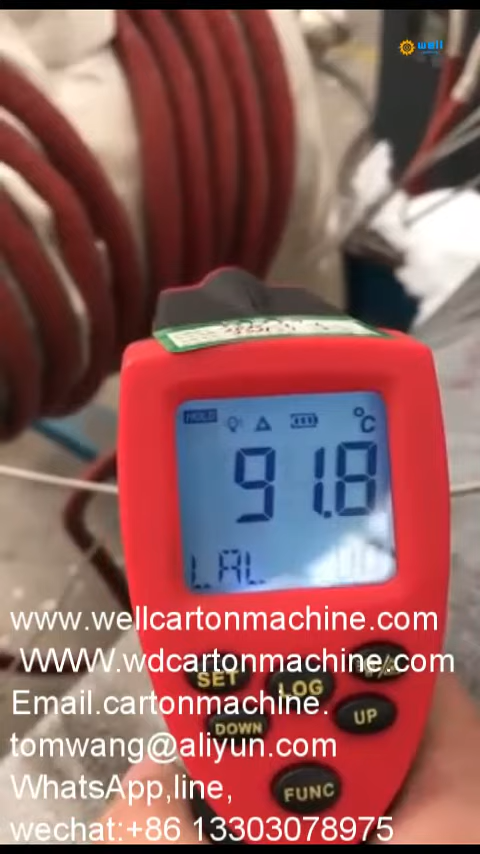 well
HOLD
°C
91.8
LAL
www.wellcartonmachine.com
WWW.wdcartonmachine.com
SET
LOG
Email.cartonmachine.
DOWN
UP
tomwang@aliyun.com
WhatsApp,line,
FUNC
wechat:+86 13303078975